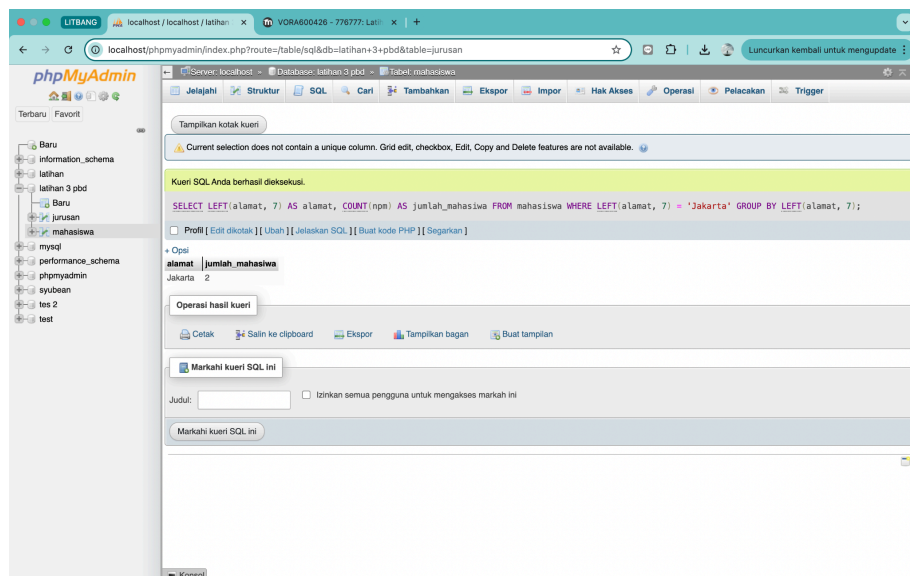 LITBANG
localhost / localhost / latihan
VORA600426 - 776777: Latih
localhost/phpmyadmin/index.php?route=/table/sql&db=latihan+3+pbd&table=jurusan
Luncurkan kembali untuk mengupdate
phpMyAdmin
Terbaru Favorit
Baru
information_schema
latihan
latihan 3 pbd
Baru
jurusan
mahasiswa
mysql
performance_schema
phpmyadmin
syubean
tes 2
test
Server: localhost » Database: latihan 3 pbd » Tabel: mahasiswa
Jelajahi Struktur SQL Cari Tambahkan Ekspor Impor Hak Akses Operasi Pelacakan Trigger
Tampilkan kotak kueri
Current selection does not contain a unique column. Grid edit, checkbox, Edit, Copy and Delete features are not available.
Kueri SQL Anda berhasil dieksekusi.
SELECT LEFT(alamat, 7) AS alamat, COUNT(npm) AS jumlah_mahasiwa FROM mahasiswa WHERE LEFT(alamat, 7) = 'Jakarta' GROUP BY LEFT(alamat, 7);
Profil [ Edit dikotak ] [ Ubah ] [ Jelaskan SQL ] [ Buat kode PHP ] [ Segarkan ]
+ Opsi
alamat jumlah_mahasiwa
Jakarta 2
Operasi hasil kueri
Cetak Salin ke clipboard Ekspor Tampilkan bagan Buat tampilan
Markahi kueri SQL ini
Judul: Izinkan semua pengguna untuk mengakses markah ini
Markahi kueri SQL ini
Konsol